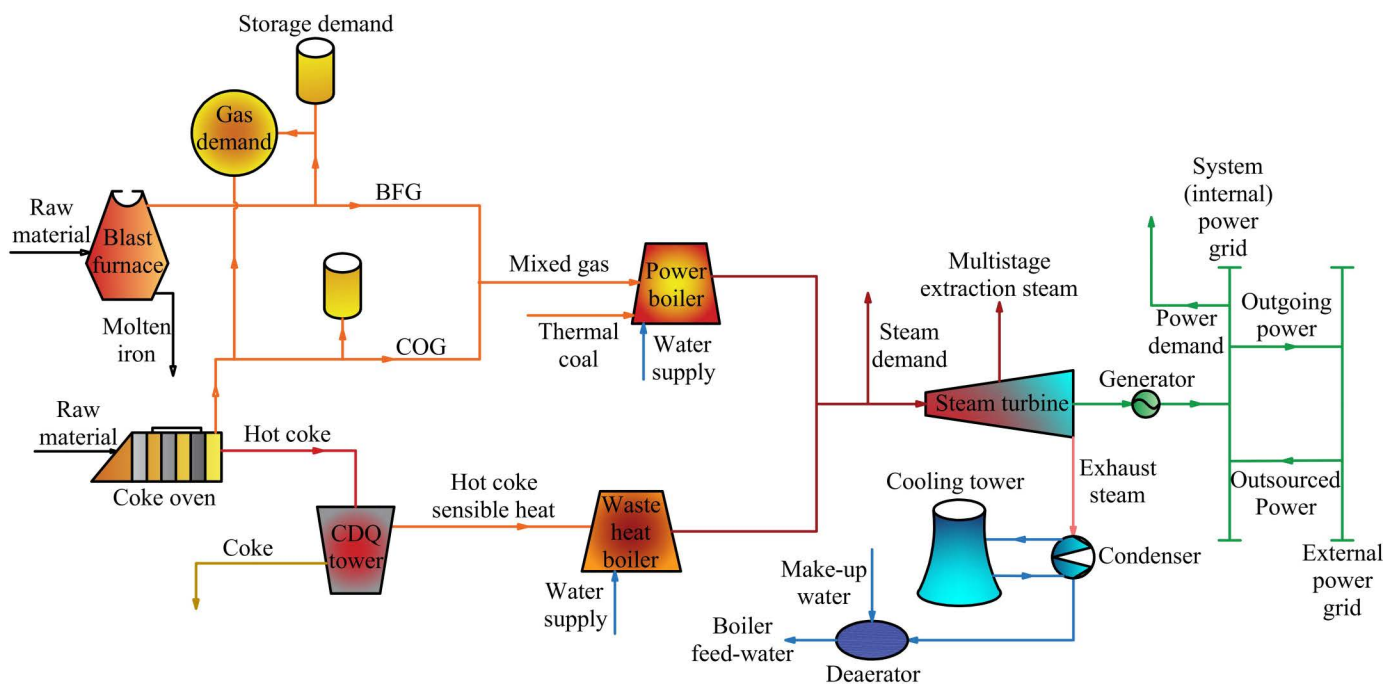 Storage demand
Gas
demand
BFG
Raw
material
Blast
furnace
Molten
iron
COG
Mixed gas
Thermal
coal
Power
boiler
Water
supply
Raw
material
Coke oven
Hot coke
CDQ
tower
Coke
Hot coke
sensible heat
Waste
heat
boiler
Water
supply
Steam
demand
Multistage
extraction steam
Steam turbine
Generator
System
(internal)
power
grid
Power
demand
Outgoing
power
Outsourced
Power
External
power
grid
Exhaust
steam
Cooling tower
Condenser
Make-up
water
Boiler
feed-water
Deaerator